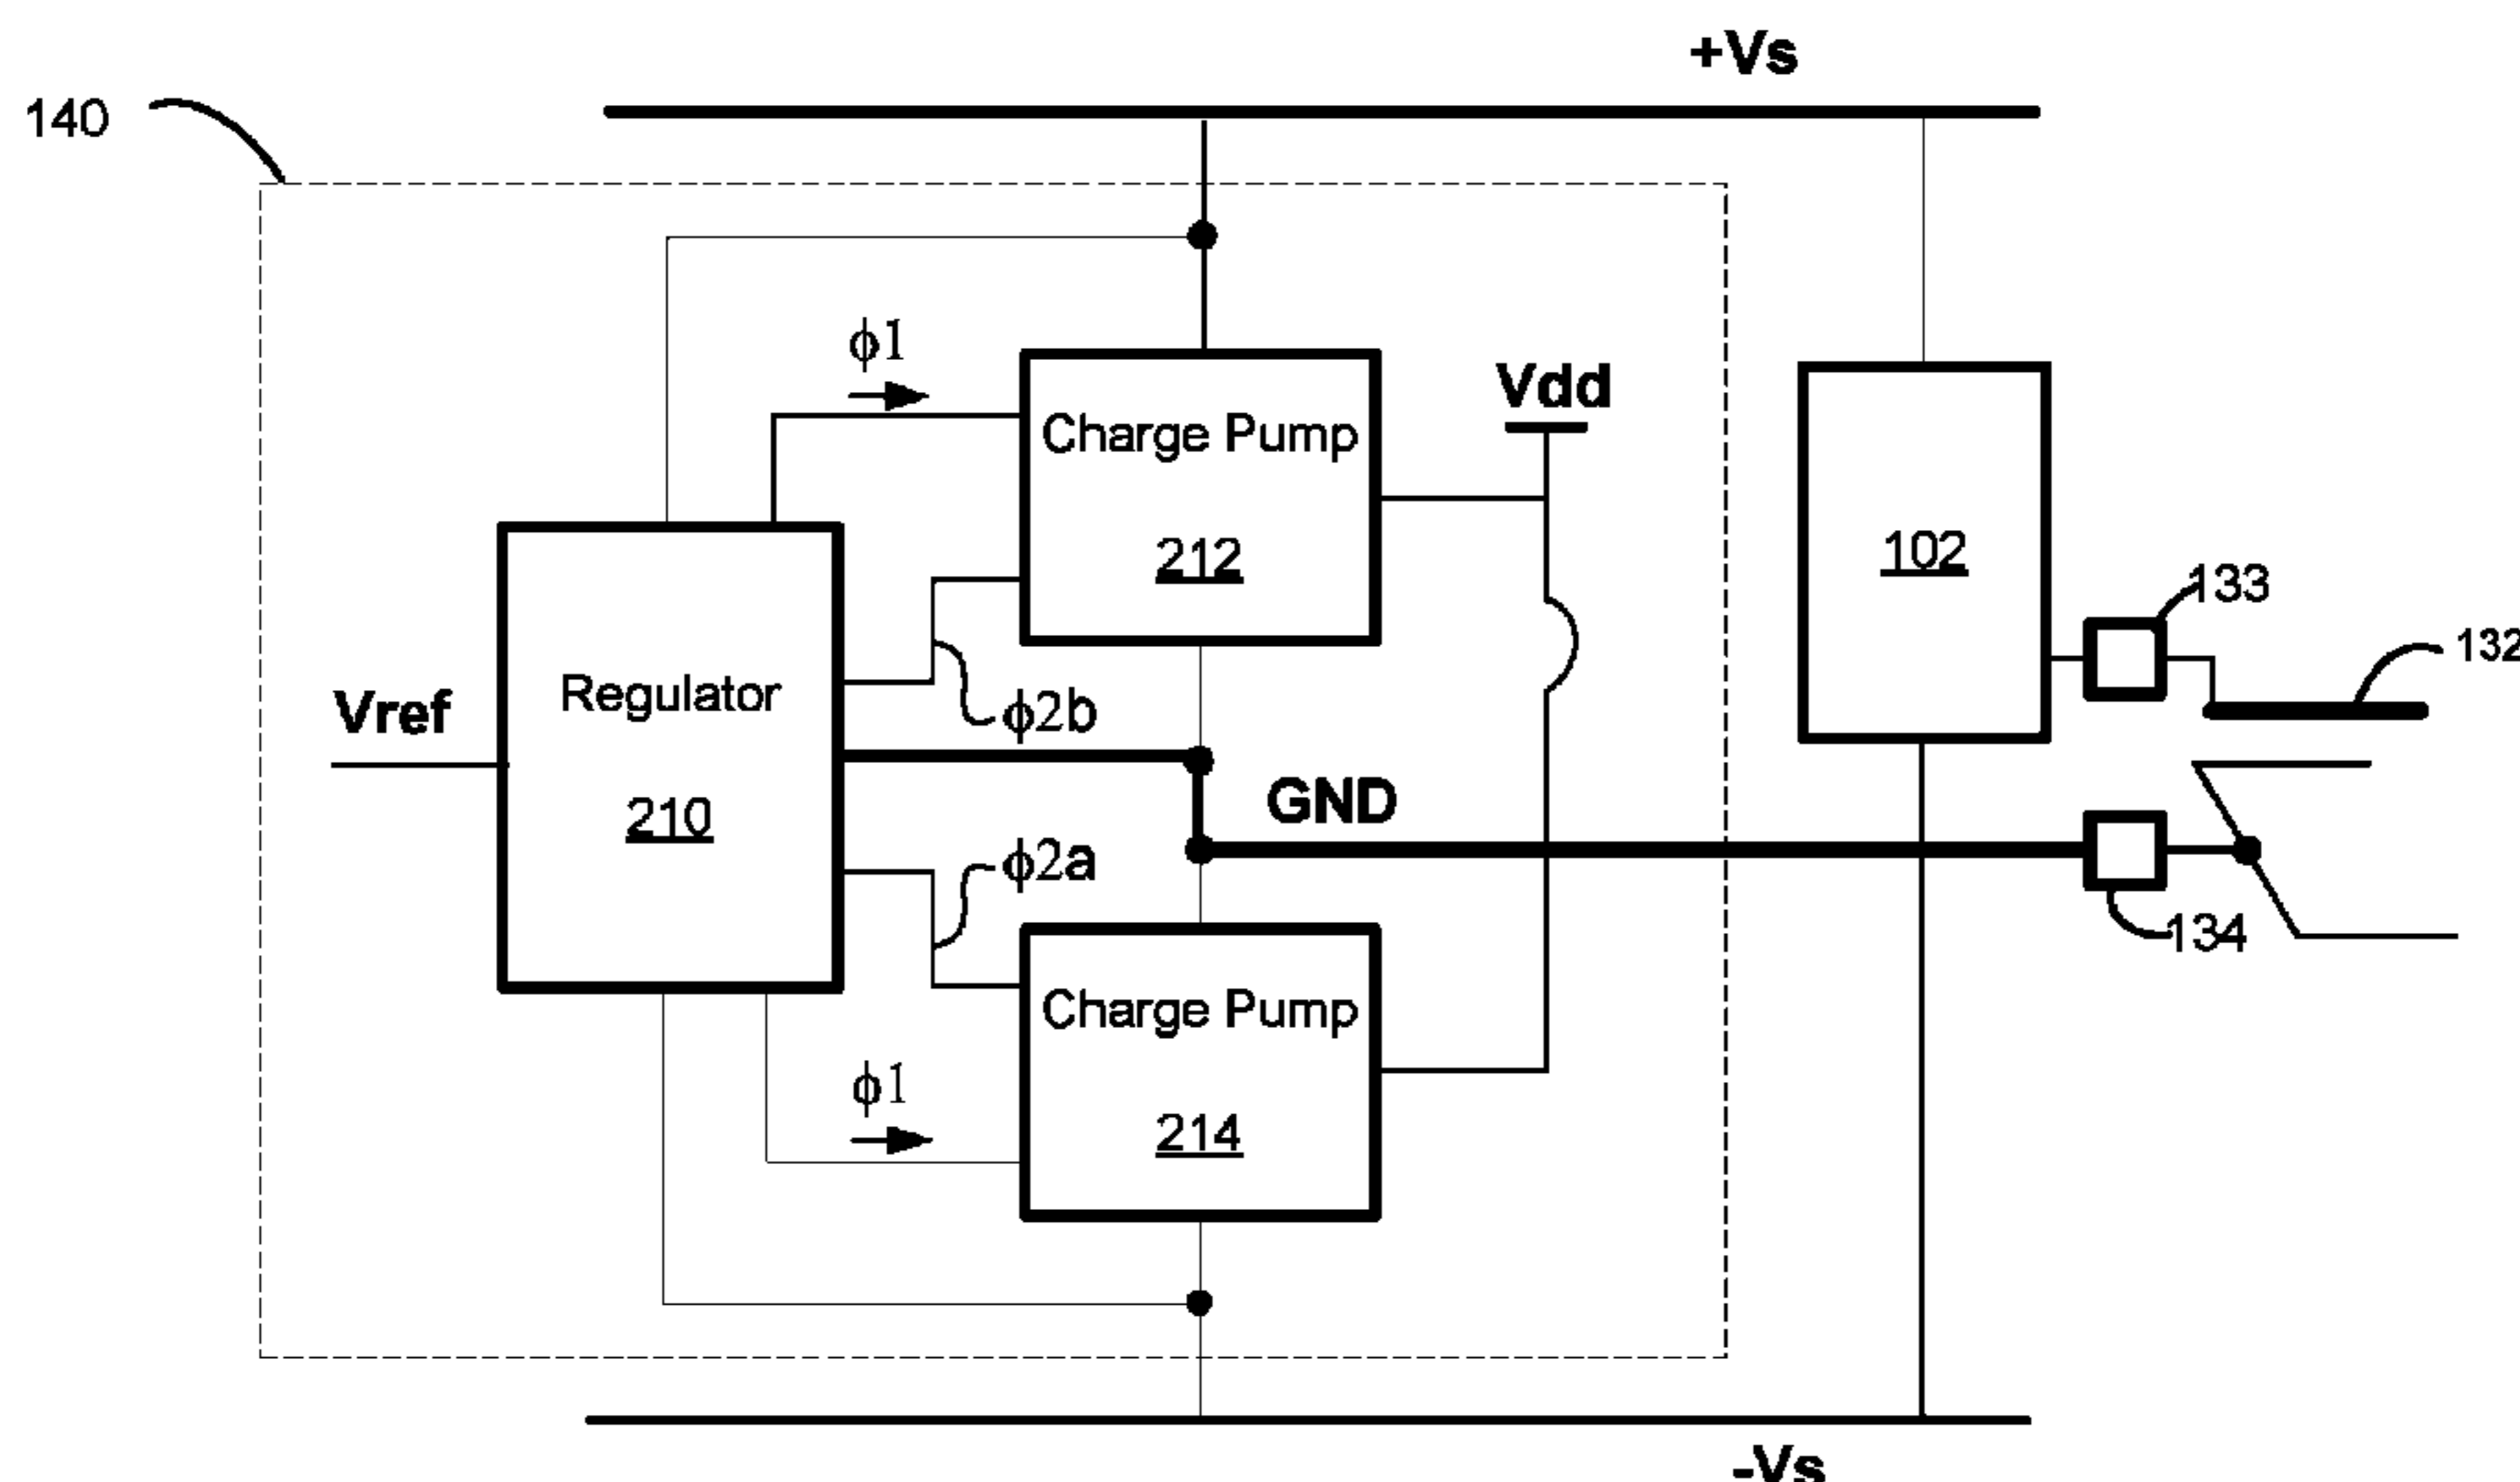 +Vs
140
ϕ1
Charge Pump
212
Vdd
102
133
132
Regulator
210
Vref
ϕ2b
GND
ϕ2a
134
Charge Pump
214
ϕ1
-Vs